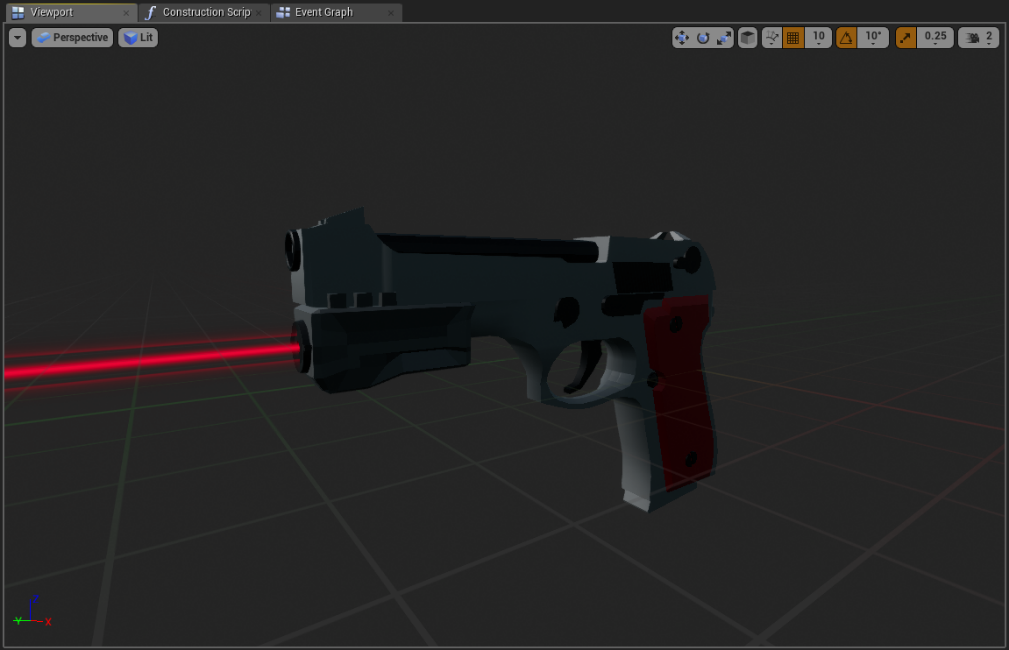 Viewport
Construction Scrip
Event Graph
Perspective
Lit
10
10°
0.25
2
Z
Y
X